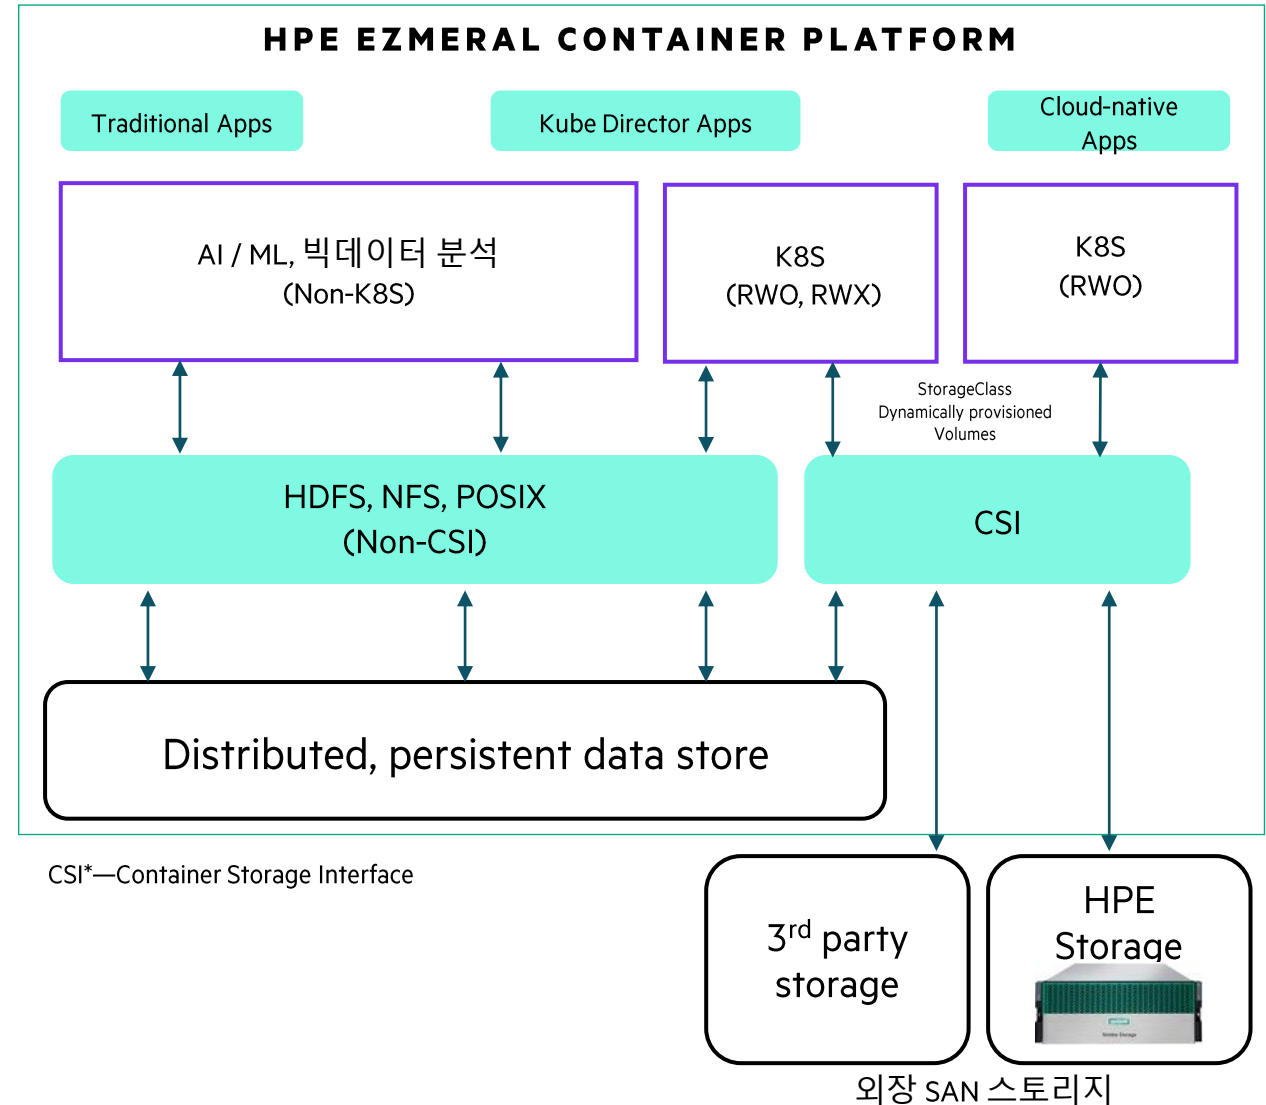 HPE EZMERAL CONTAINER PLATFORM
Traditional Apps
Kube Director Apps
Cloud-native
Apps
AI / ML, 빅데이터 분석
(Non-K8S)
K8S
(RWO, RWX)
K8S
(RWO)
StorageClass
Dynamically provisioned
Volumes
HDFS, NFS, POSIX
(Non-CSI)
CSI
Distributed, persistent data store
CSI*—Container Storage Interface
3rd party
storage
HPE
Storage
Nimble Storage
외장 SAN 스토리지